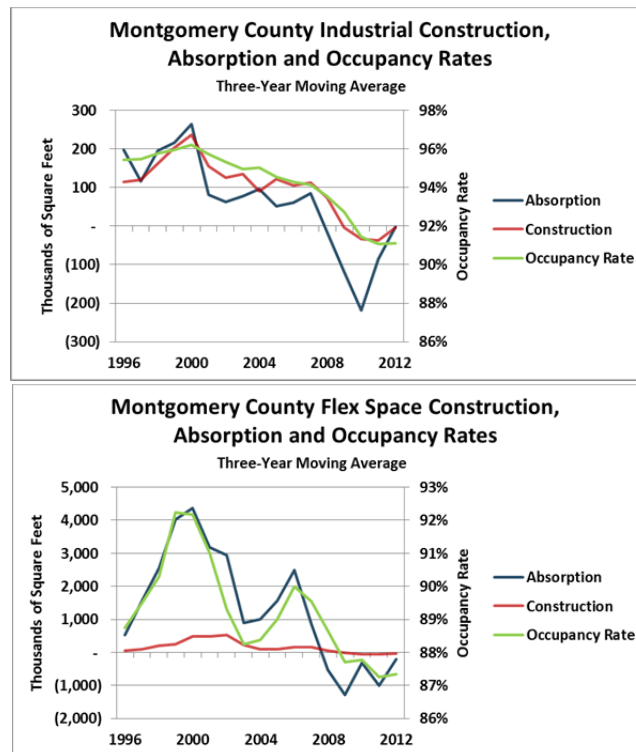 Montgomery County Industrial Construction,
Absorption and Occupancy Rates
Three-Year Moving Average
Thousands of Square Feet
300
200
100
-
(100)
(200)
(300)
98%
96%
94%
92%
90%
88%
86%
Occupancy Rate
1996
2000
2004
2008
2012
Absorption
Construction
Occupancy Rate
Montgomery County Flex Space Construction,
Absorption and Occupancy Rates
Three-Year Moving Average
Thousands of Square Feet
5,000
4,000
3,000
2,000
1,000
-
(1,000)
(2,000)
93%
92%
91%
90%
89%
88%
87%
86%
Occupancy Rate
1996
2000
2004
2008
2012
Absorption
Construction
Occupancy Rate